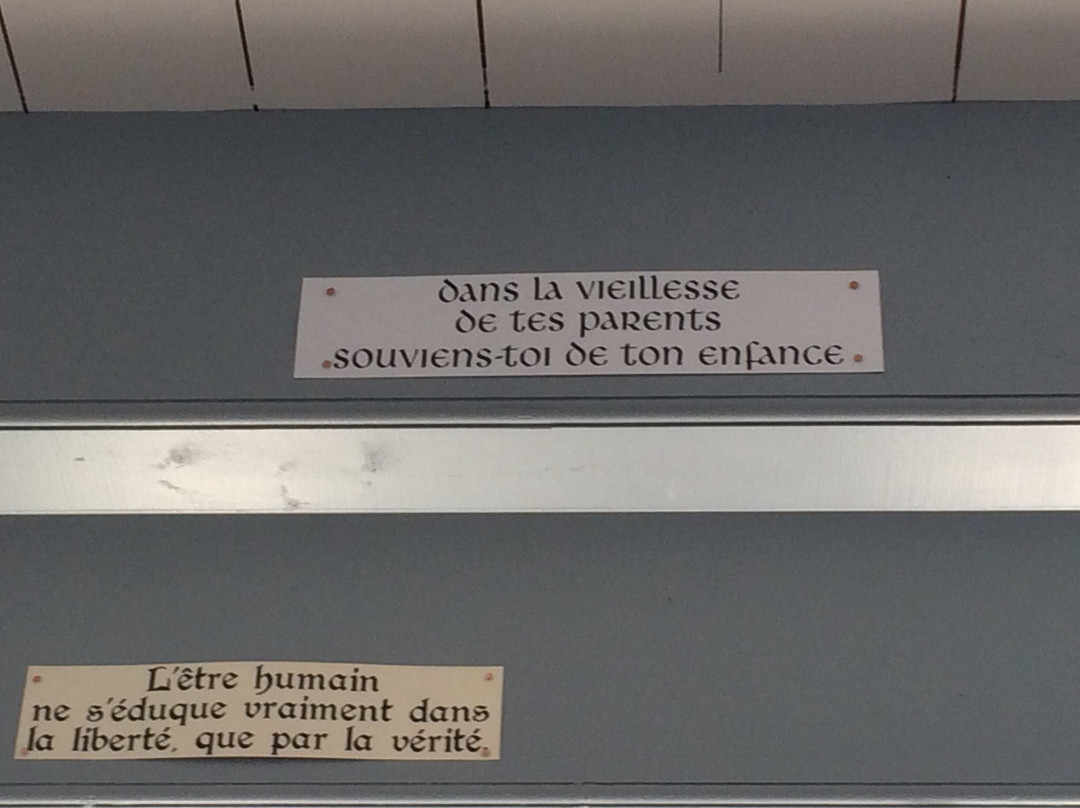 dans la vieillesse
de tes parents
souviens-toi de ton enfance
L'être humain
ne s'éduque vraiment dans
la liberté, que par la vérité.